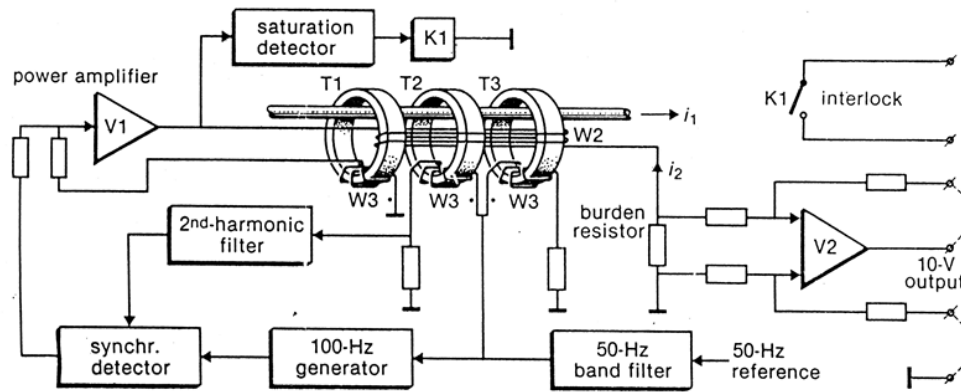 saturation
detector
K1
power amplifier
V1
T1
T2
T3
i1
W2
K1
interlock
i2
W3
W3
W3
burden
resistor
V2
10-V
output
2nd-harmonic
filter
synchr.
detector
100-Hz
generator
50-Hz
band filter
50-Hz
reference